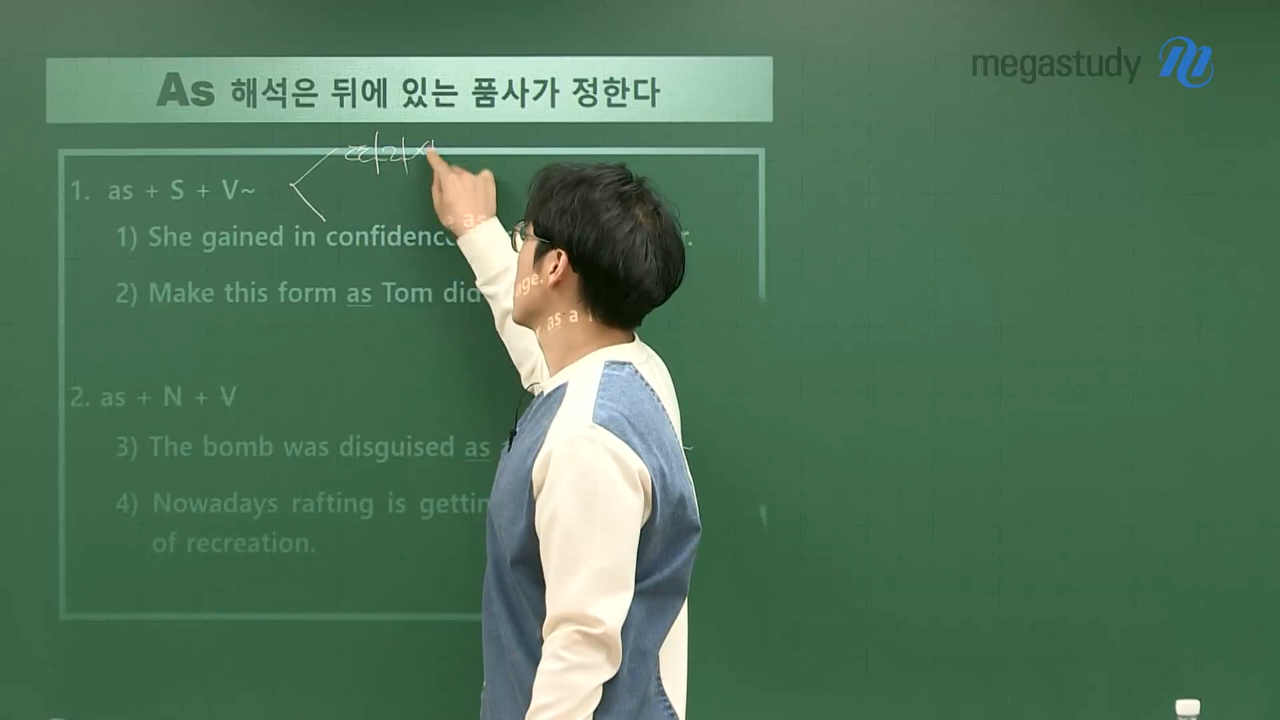 megastudy
As 해석은 뒤에 있는 품사가 정한다
1. as + S + V~
1) She gained in confidence
2) Make this form as Tom did
2. as + N + V
3) The bomb was disguised as
4) Nowadays rafting is getting
as a
of recreation.